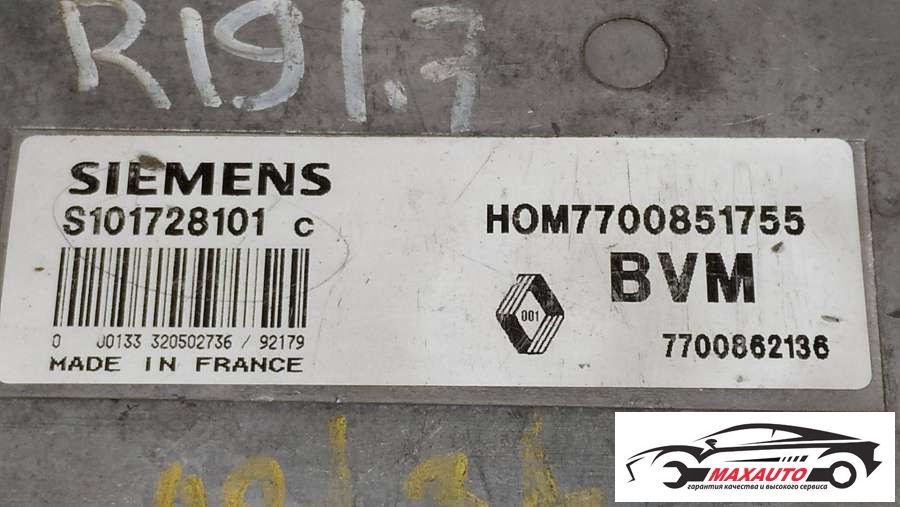 R19 1.7
SIEMENS
S101728101 C
0 00133 320502736 / 92179
MADE IN FRANCE
HOM7700851755
BVM
001
7700862136
MAXAUTO
гарантия качества и высокого сервиса